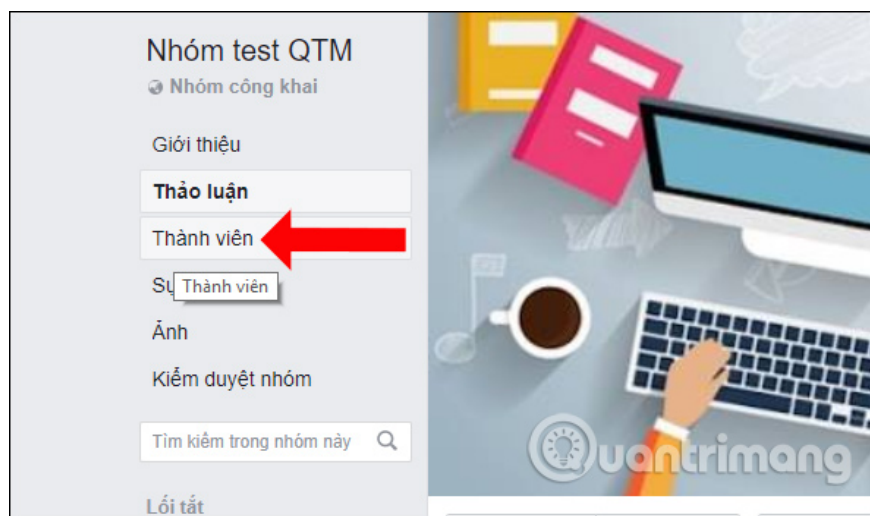 Nhóm test QTM
Nhóm công khai
Giới thiệu
Thảo luận
Thành viên
Thành viên
Ảnh
Kiểm duyệt nhóm
Tìm kiếm trong nhóm này
Quantrimang
Lối tắt